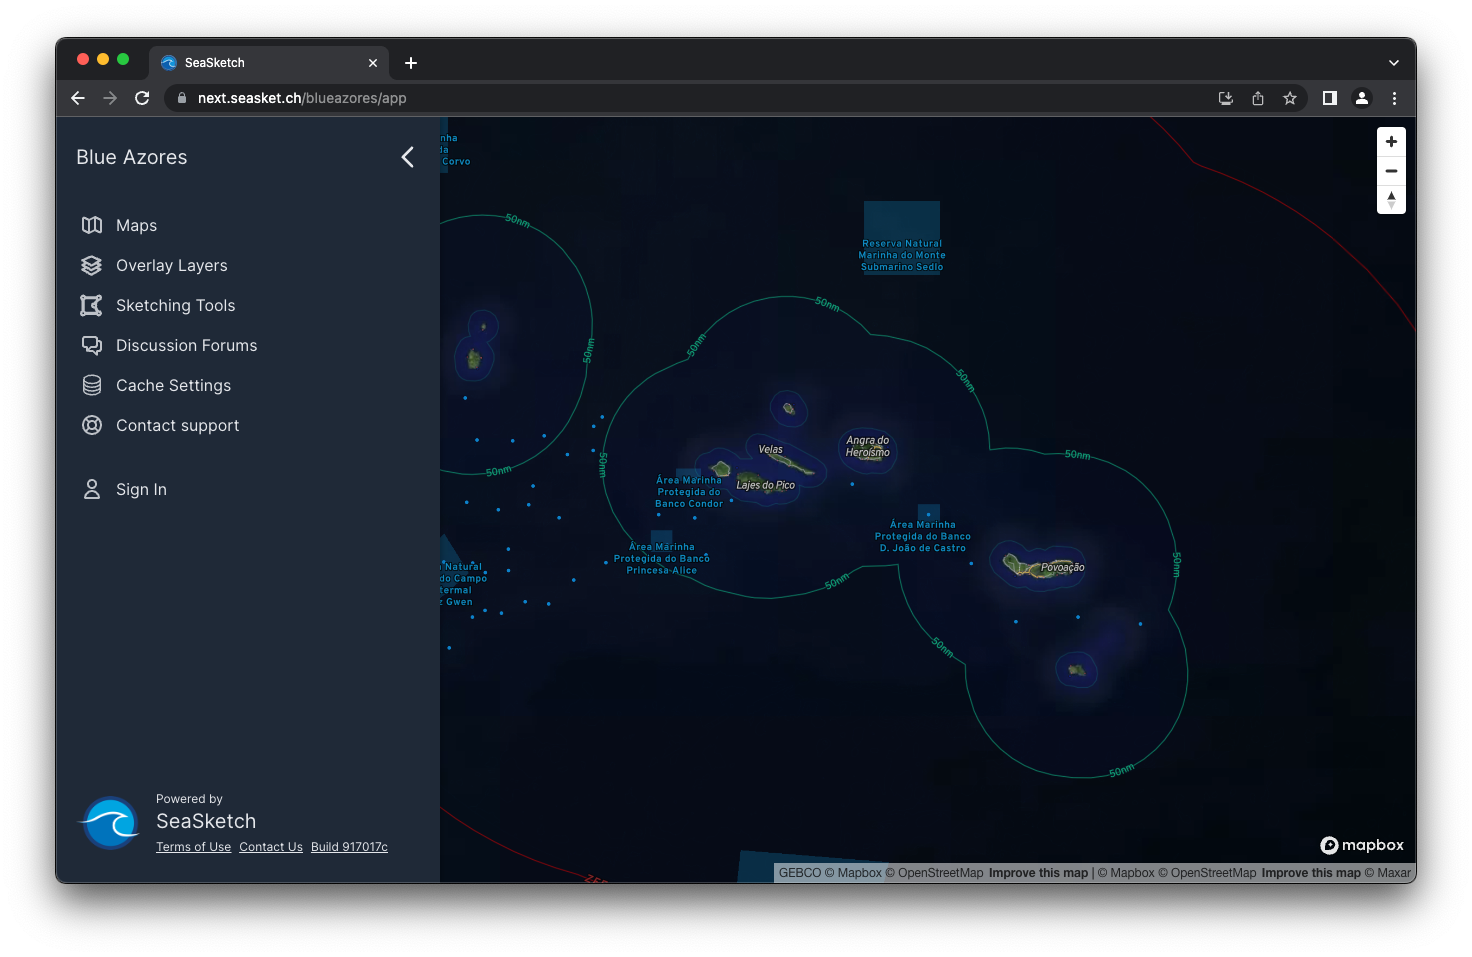 SeaSketch
next.seasket.ch/blueazores/app
Blue Azores
Maps
Overlay Layers
Sketching Tools
Discussion Forums
Cache Settings
Contact support
Sign In
Powered by
SeaSketch
Terms of Use Contact Us Build 917017c
Corvo
50nm
Reserva Natural
Marinha do Monte
Submarino Sedlo
50nm
50nm
50nm
50nm
50nm
50nm
Angra do
Heroísmo
Velas
Lajes do Pico
50nm
50nm
Área Marinha
Protegida do
Banco Condor
Área Marinha
Protegida do Banco
D. João de Castro
Área Marinha
Protegida do Banco
Princesa Alice
Natural
do Campo
Gwen
Povoação
50nm
50nm
50nm
50nm
mapbox
GEBCO © Mapbox © OpenStreetMap Improve this map | © Mapbox © OpenStreetMap Improve this map © Maxar